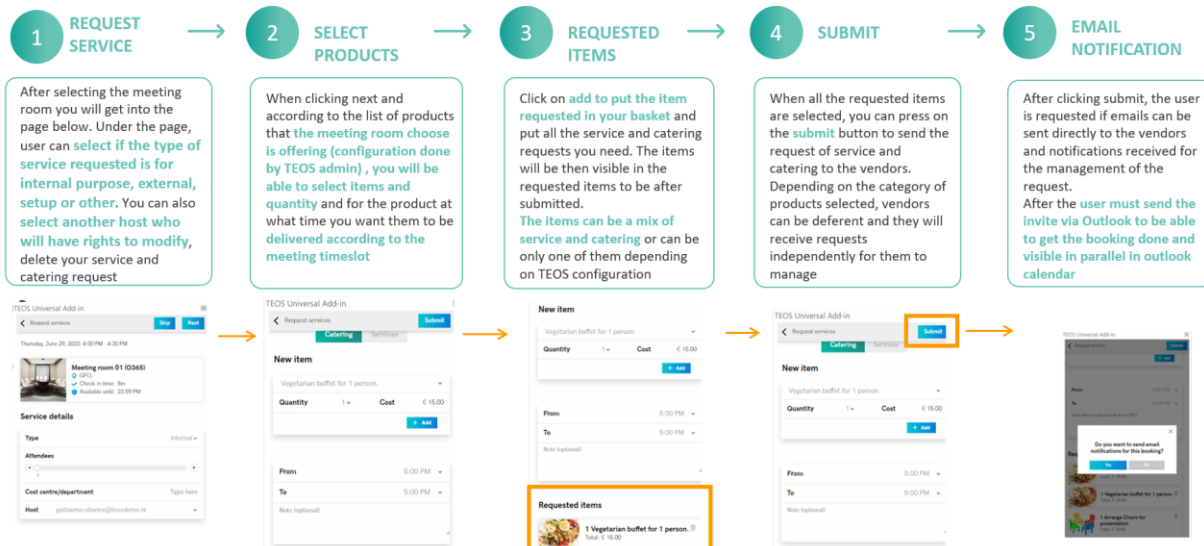 1
REQUEST
SERVICE
2
SELECT
PRODUCTS
3
REQUESTED
ITEMS
4
SUBMIT
5
EMAIL
NOTIFICATION
After selecting the meeting
room you will get into the
page below. Under the page,
user can select if the type of
service requested is for
internal purpose, external,
setup or other. You can also
select another host who
will have rights to modify,
delete your service and
catering request
When clicking next and
according to the list of products
that the meeting room choose
is offering (configuration done
by TEOS admin) , you will be
able to select items and
quantity and for the product at
what time you want them to be
delivered according to the
meeting timeslot
Click on add to put the item
requested in your basket and
put all the service and catering
requests you need. The items
will be then visible in the
requested items to be after
submitted.
The items can be a mix of
service and catering or can be
only one of them depending
on TEOS configuration
When all the requested items
are selected, you can press on
the submit button to send the
request of service and
catering to the vendors.
Depending on the category of
products selected, vendors
can be deferent and they will
receive requests
independently for them to
manage
After clicking submit, the user
is requested if emails can be
sent directly to the vendors
and notifications received for
the management of the
request.
After the user must send the
invite via Outlook to be able
to get the booking done and
visible in parallel in outlook
calendar
TEOS Universal Add-in
Request services
Skip
Next
Thursday, June 29, 2023: 4:00 PM - 4:30 PM
Meeting room 01 (O365)
GFO,
Check in time: 5m
Available until: 23:59 PM
Service details
Type
Informal
Attendees
Cost centre/department
Type here
Host
guillaume.oliveira@teosdemo.nl
TEOS Universal Add-in
Request services
Submit
Catering
Services
New item
Vegetarian buffet for 1 person.
Quantity
1
Cost
€ 15.00
+ Add
From
5:00 PM
To
5:00 PM
Note (optional)
New item
Vegetarian buffet for 1 person.
Quantity
1
Cost
€ 15.00
+ Add
From
5:00 PM
To
5:00 PM
Note (optional)
Requested items
1 Vegetarian buffet for 1 person.
Total: € 15.00
TEOS Universal Add-in
Request services
Submit
Catering
Services
New item
Vegetarian buffet for 1 person.
Quantity
1
Cost
€ 15.00
+ Add
From
5:00 PM
To
5:00 PM
Note (optional)
TEOS Universal Add-in
Request services
Submit
+ Add
From
5:00 PM
To
Do you want to send email
notifications for this booking?
Yes
No
1 Vegetarian buffet for 1 person.
1 Arrange Chairs for
presentation